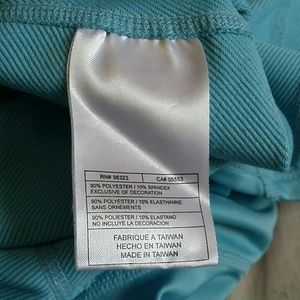 RN# 56323 CA# 05553
90% POLYESTER / 10% SPANDEX
EXCLUSIVE OF DECORATION
90% POLYESTER / 10% ELASTHANNE
SANS ORNEMENTS
90% POLIESTER / 10% ELASTANO
NO INCLUYE LA DECORACION
FABRIQUE A TAIWAN
HECHO EN TAIWAN
MADE IN TAIWAN